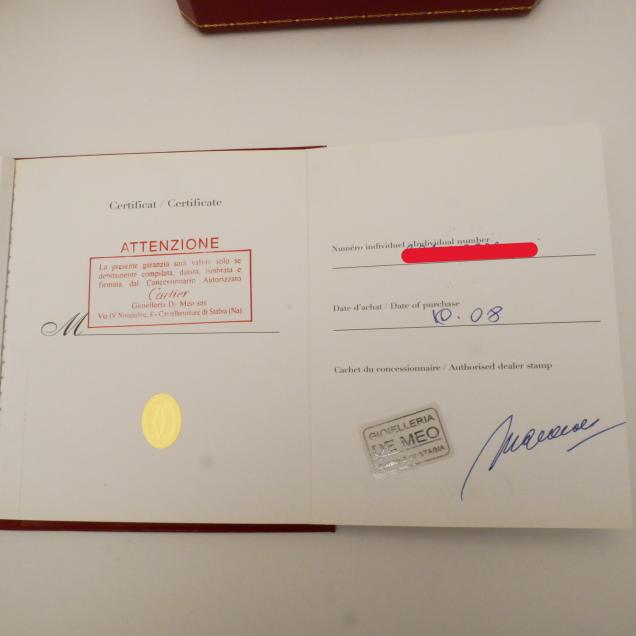 Certificat / Certificate
ATTENZIONE
La presente garanzia sarà valida solo se
debitamente compilata, datata, timbrata e
firmata dal Concessionario Autorizzato
Cartier
Gioielleria De Meo sas
Via IV Novembre, 8 - Castellammare di Stabia (Na)
M
Numéro individuel / Individual number
Date d'achat / Date of purchase
10.08
Cachet du concessionnaire / Authorised dealer stamp
GIOIELLERIA
DE MEO
DI STABIA